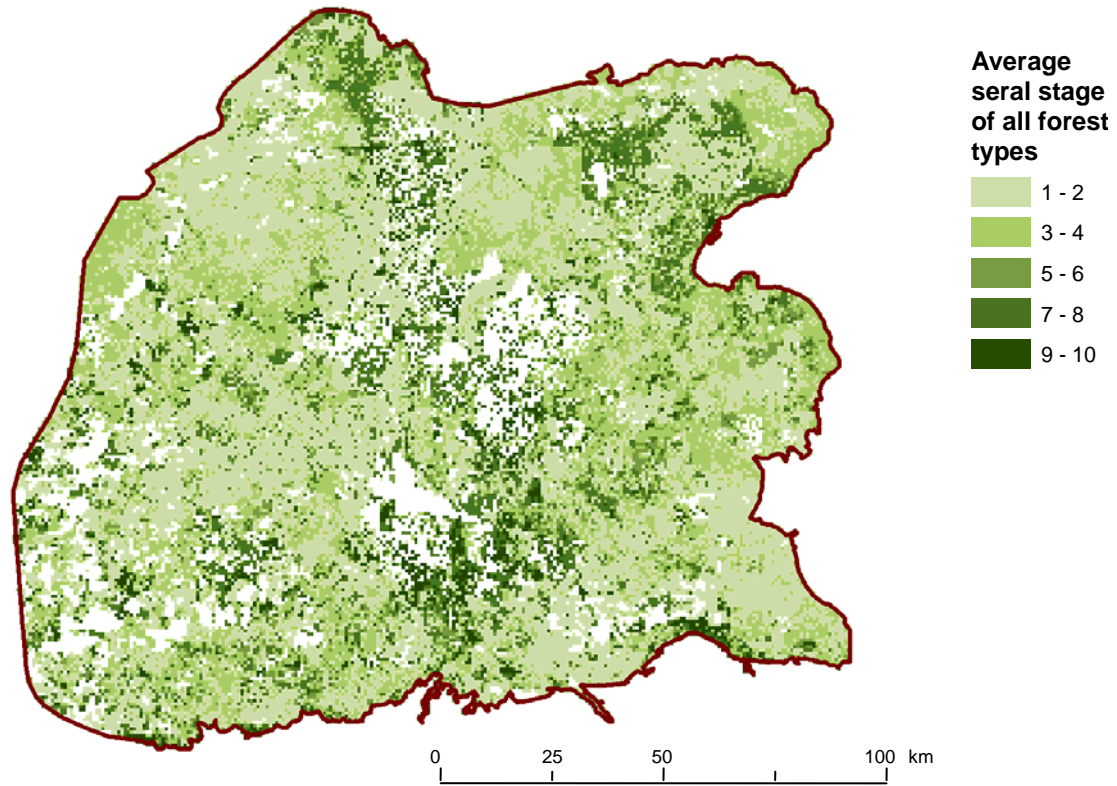 Average
seral stage
of all forest
types
1 - 2
3 - 4
5 - 6
7 - 8
9 - 10
0 25 50 100 km